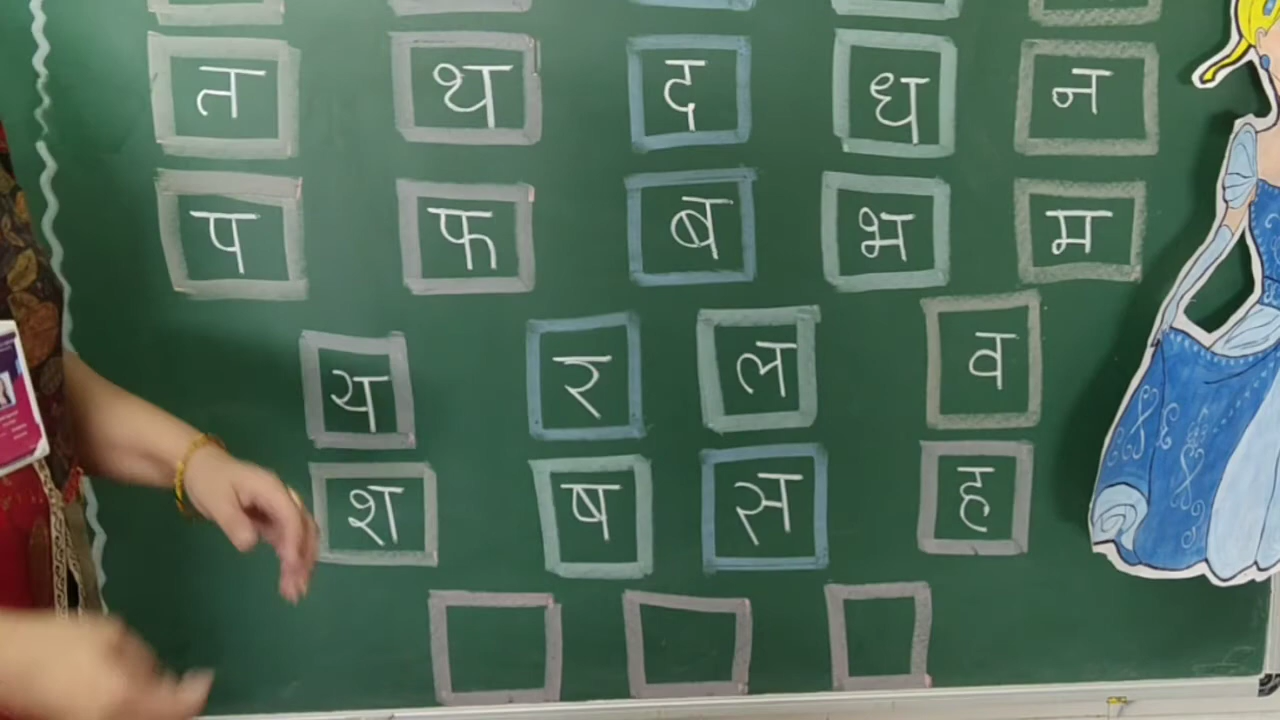 त थ द ध न
प फ ब भ म
य र ल व
श ष स ह